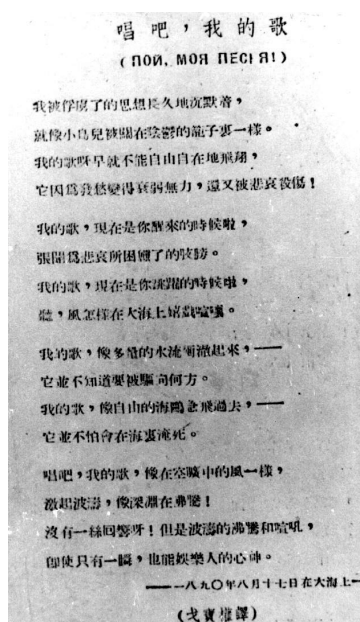 唱吧，我的歌
（ПОЙ, МОЯ ПЕСНЯ!）
我被俘虜了的思想長久地沉默着，
就像小鳥兒被關在陰鬱的籠子裏一樣。
我的歌呀早就不能自由自在地飛翔，
它因爲我愁變得衰弱無力，還又被悲哀殺傷！
我的歌，現在是你醒來的時候啦，
張開爲悲哀所困頓了的翅膀。
我的歌，現在是你流蕩的時候啦，
聽，風怎樣在大海上嬉戲喧嚷。
我的歌，像多量的水流奔激起來，——
它並不知道要被驅向何方。
我的歌，像自由的海鷗急飛過去，——
它並不怕會在海裏淹死。
唱吧，我的歌，像在空曠中的風一樣，
激起波濤，像深淵在沸騰！
沒有一絲回響呀！但是波濤的沸騰和喧吼，
即使只有一瞬，也能娛樂人的心神。
——一八九〇年八月十七日在大海上—
（戈寶權譯）